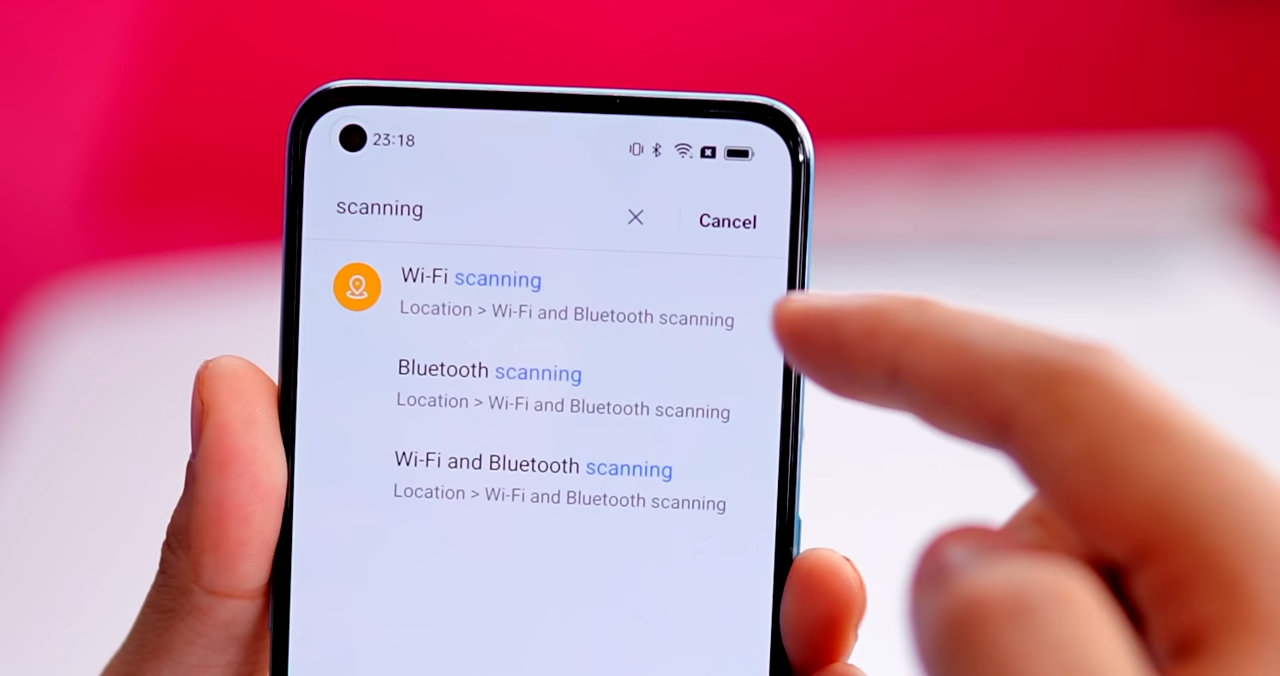 23:18
scanning
Cancel
Wi-Fi scanning
Location > Wi-Fi and Bluetooth scanning
Bluetooth scanning
Location > Wi-Fi and Bluetooth scanning
Wi-Fi and Bluetooth scanning
Location > Wi-Fi and Bluetooth scanning